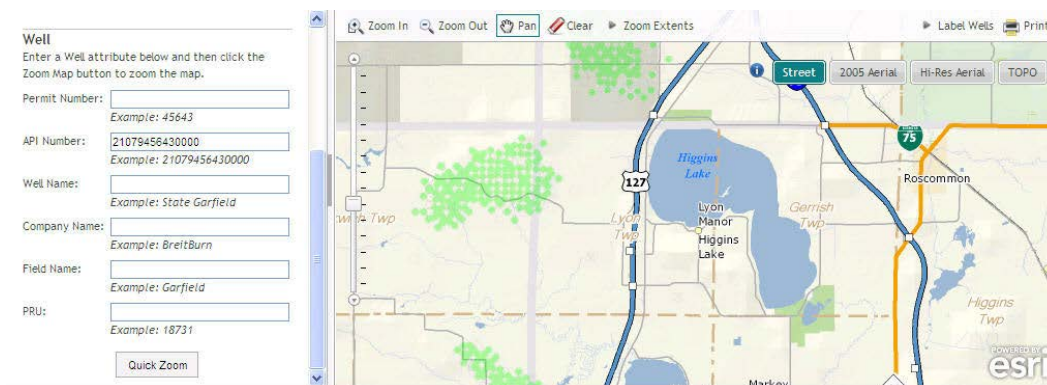 Well
Enter a Well attribute below and then click the
Zoom Map button to zoom the map.
Permit Number:
Example: 45643
API Number: 21079456430000
Example: 21079456430000
Well Name:
Example: State Garfield
Company Name:
Example: BreitBurn
Field Name:
Example: Garfield
PRU:
Example: 18731
Quick Zoom
Zoom In Zoom Out Pan Clear Zoom Extents Label Wells Print
i Street 2005 Aerial Hi-Res Aerial TOPO
75
Higgins
Lake
127
Roscommon
Twp
Lyon
Twp
Lyon
Manor
Gerrish
Twp
Higgins
Lake
Higgins
Twp
POWERED BY
esri
Markey